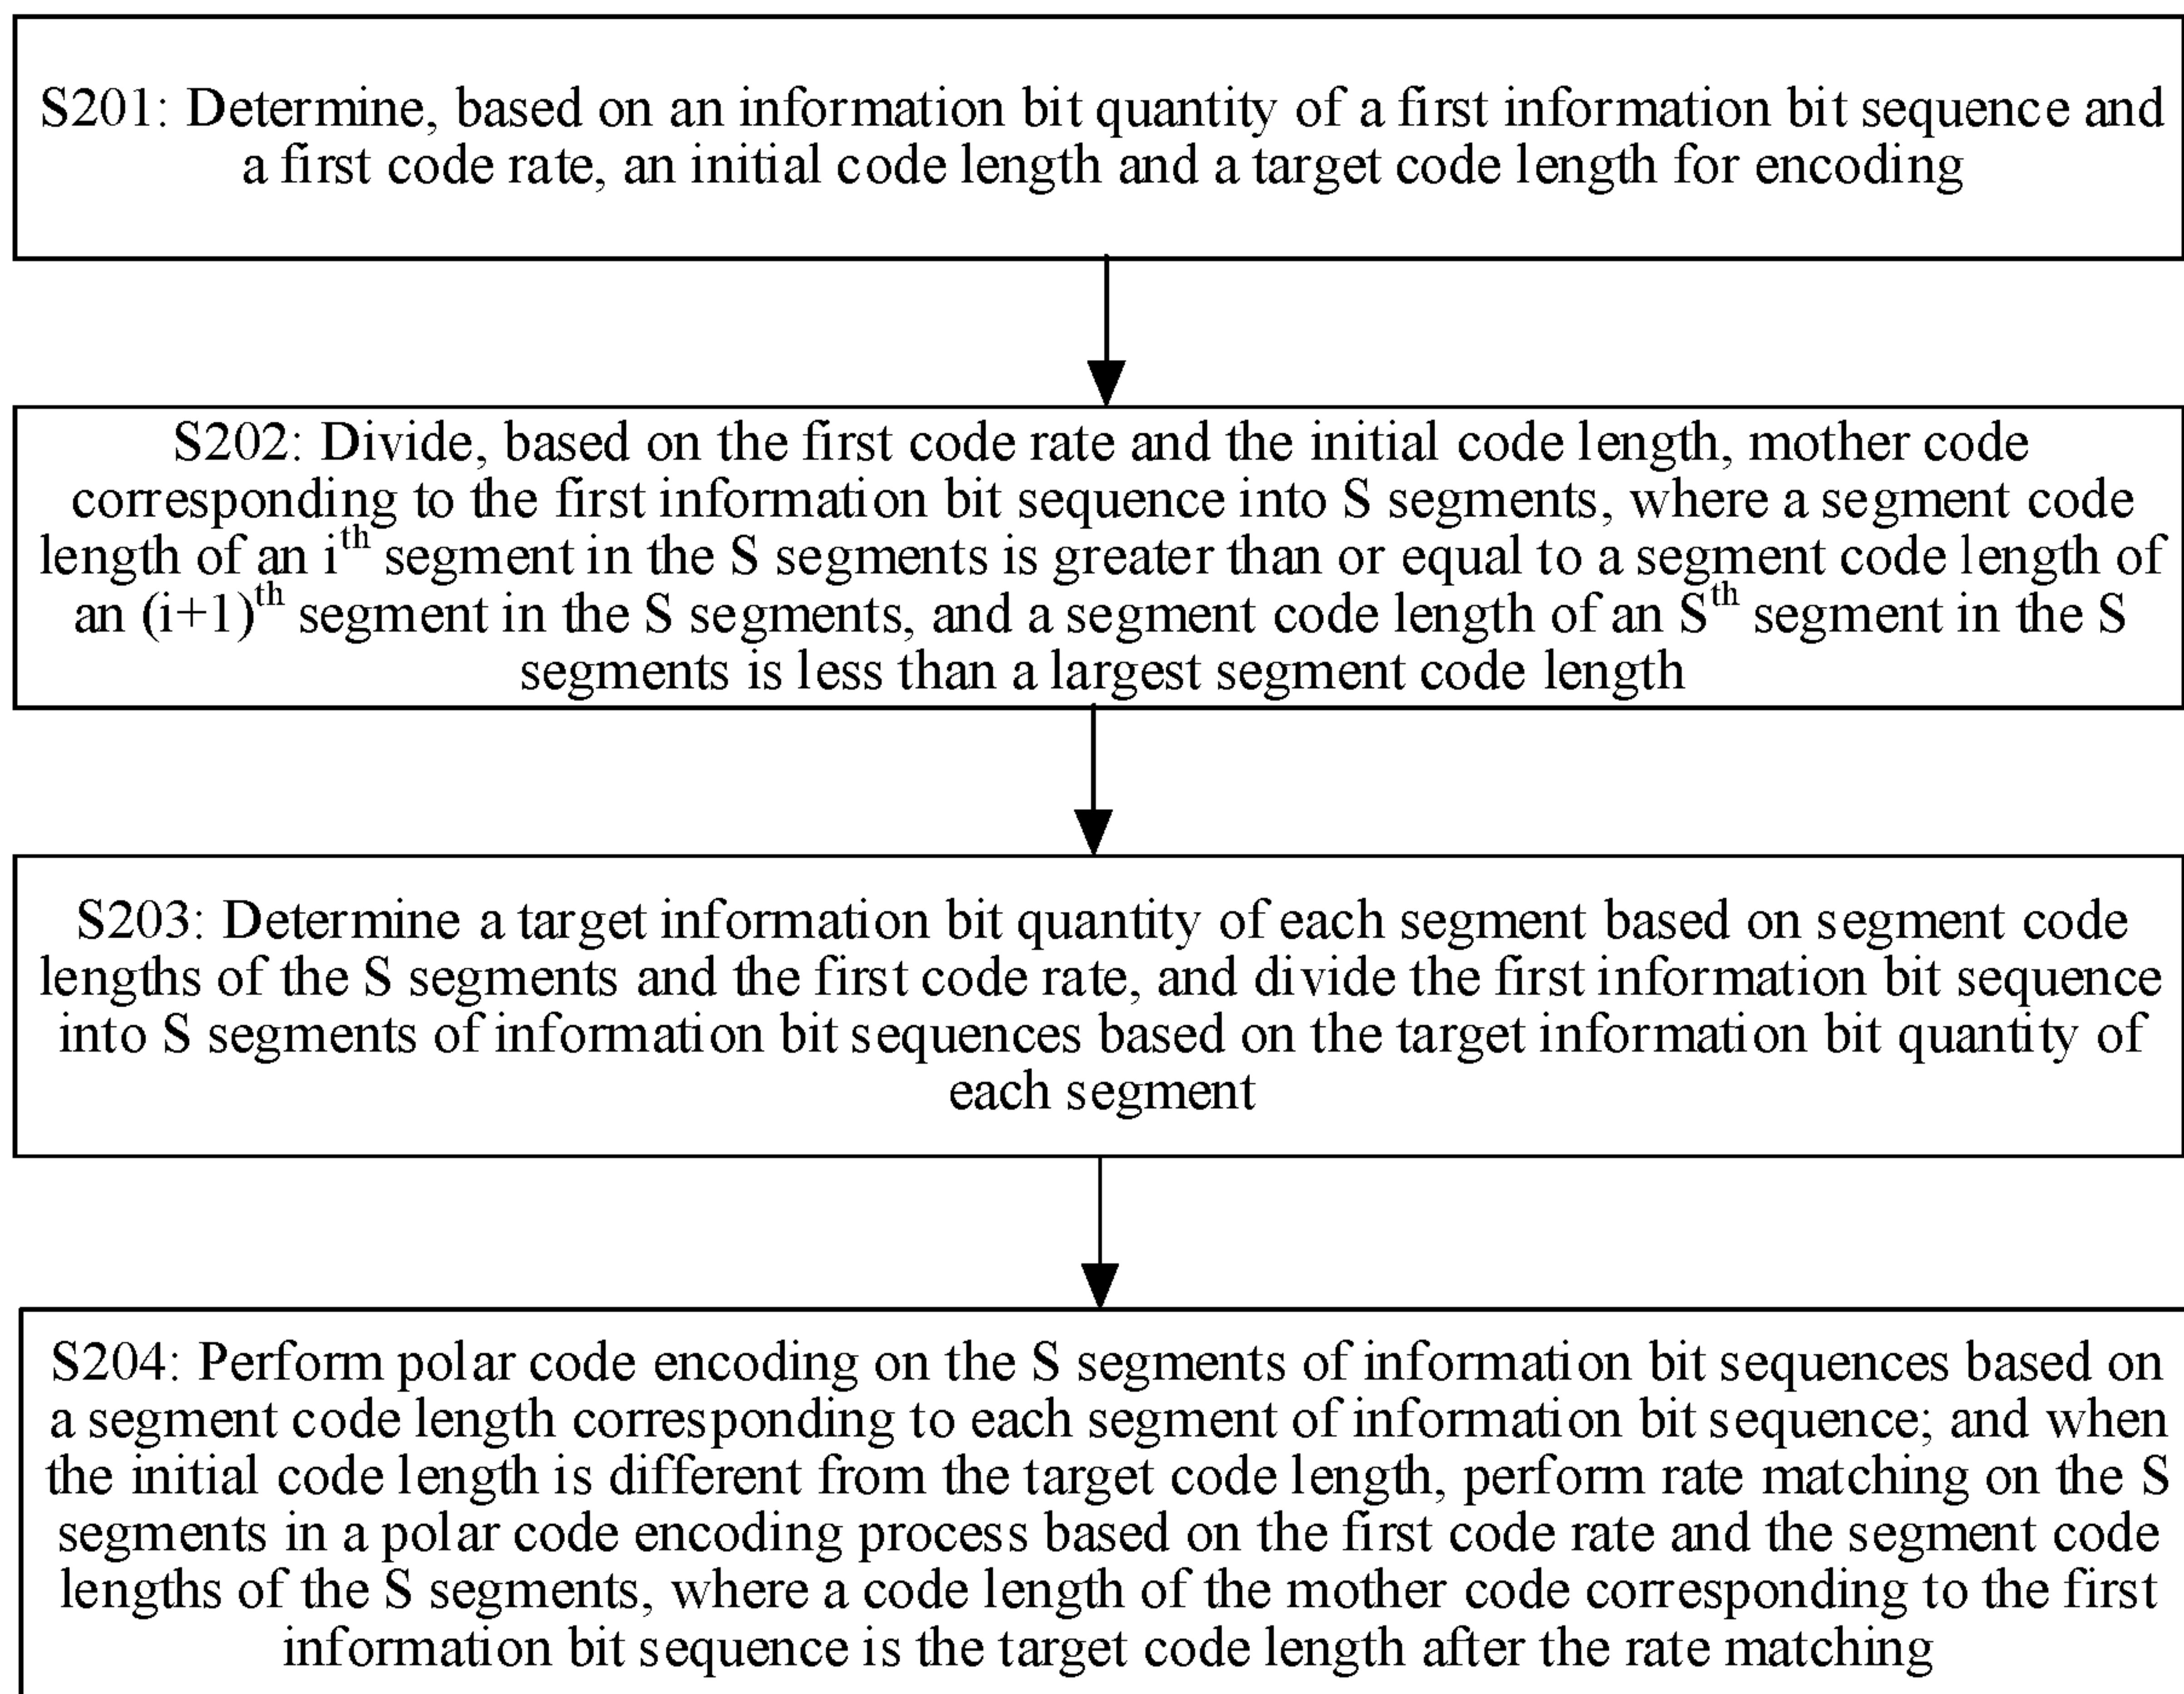 S201: Determine, based on an information bit quantity of a first information bit sequence and
a first code rate, an initial code length and a target code length for encoding
S202: Divide, based on the first code rate and the initial code length, mother code
corresponding to the first information bit sequence into S segments, where a segment code
length of an i^th segment in the S segments is greater than or equal to a segment code length of
an (i+1)^th segment in the S segments, and a segment code length of an S^th segment in the S
segments is less than a largest segment code length
S203: Determine a target information bit quantity of each segment based on segment code
lengths of the S segments and the first code rate, and divide the first information bit sequence
into S segments of information bit sequences based on the target information bit quantity of
each segment
S204: Perform polar code encoding on the S segments of information bit sequences based on
a segment code length corresponding to each segment of information bit sequence; and when
the initial code length is different from the target code length, perform rate matching on the S
segments in a polar code encoding process based on the first code rate and the segment code
lengths of the S segments, where a code length of the mother code corresponding to the first
information bit sequence is the target code length after the rate matching